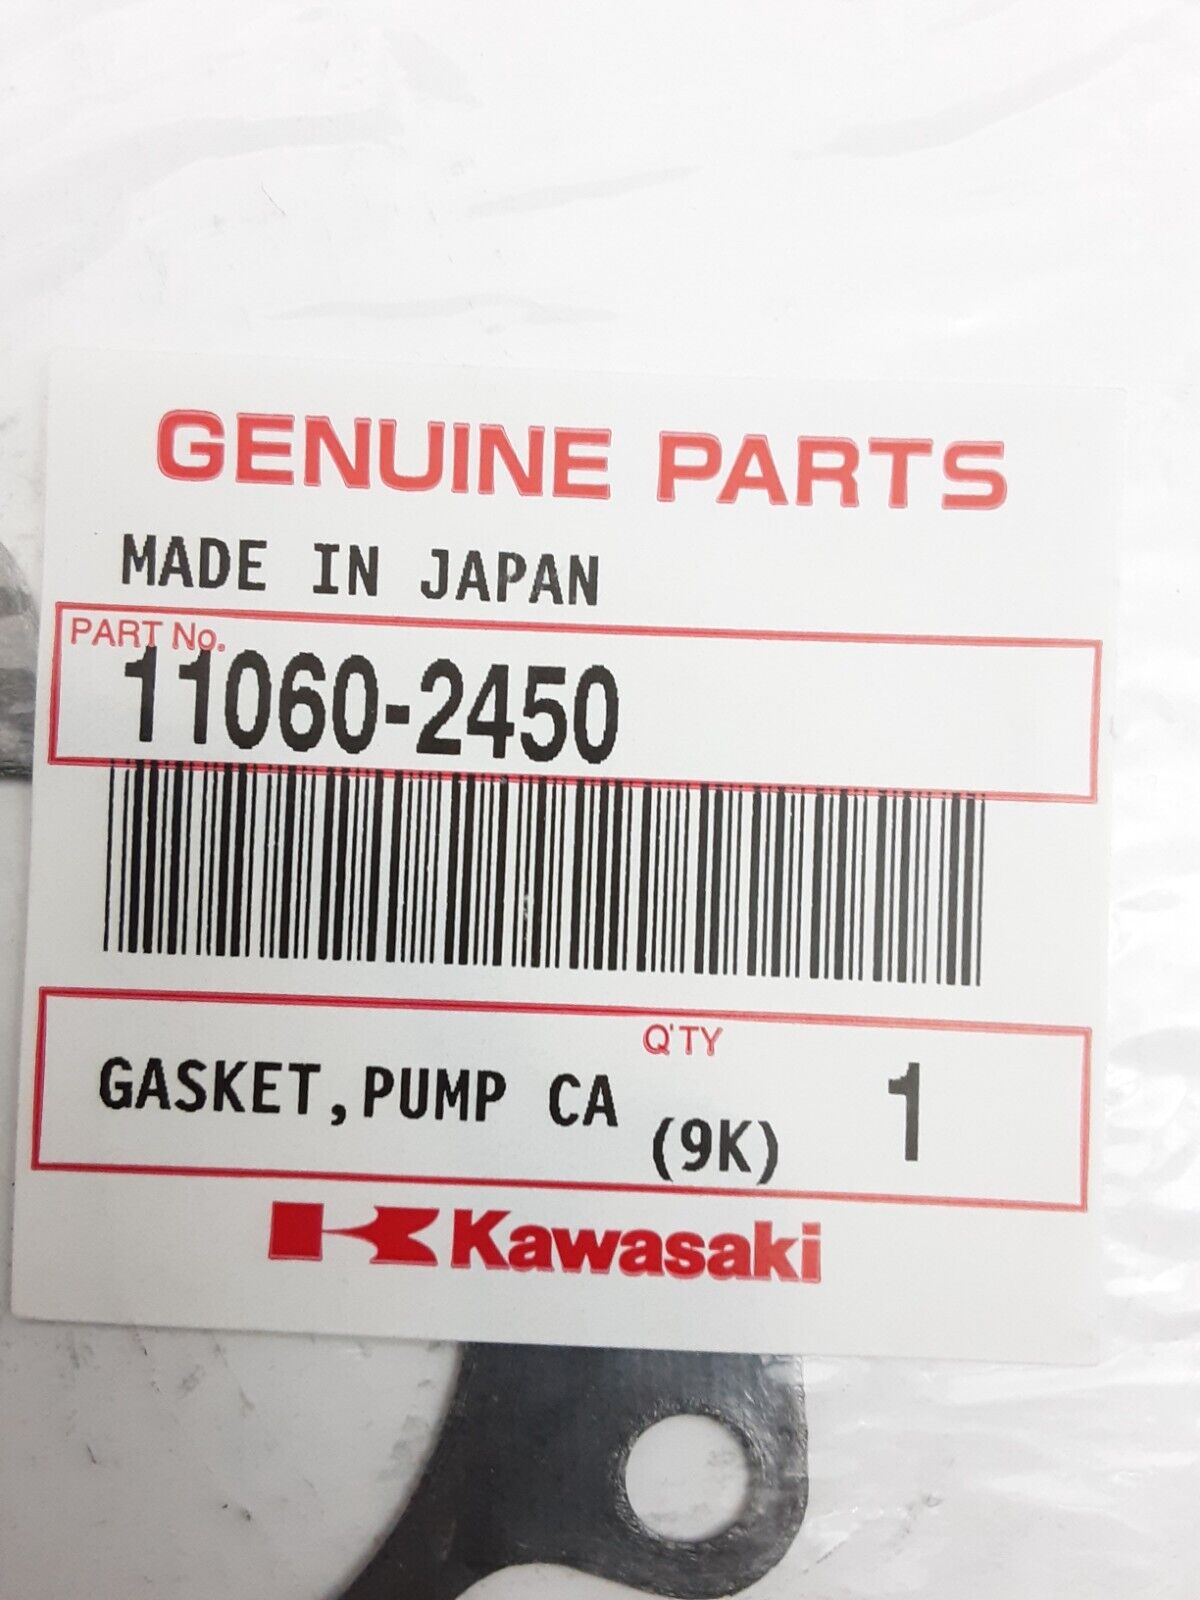 GENUINE PARTS
MADE IN JAPAN
PART No.
11060-2450
Q'TY
GASKET,PUMP CA (9K) 1
Kawasaki